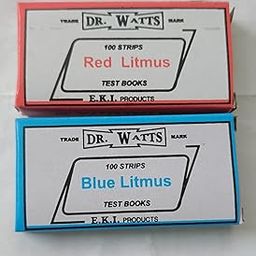 TRADE DR. WATTS MARK
100 STRIPS
Red Litmus
TEST BOOKS
E.K.I. PRODUCTS
TRADE DR. WATTS MARK
100 STRIPS
Blue Litmus
TEST BOOKS
E.K.I. PRODUCTS